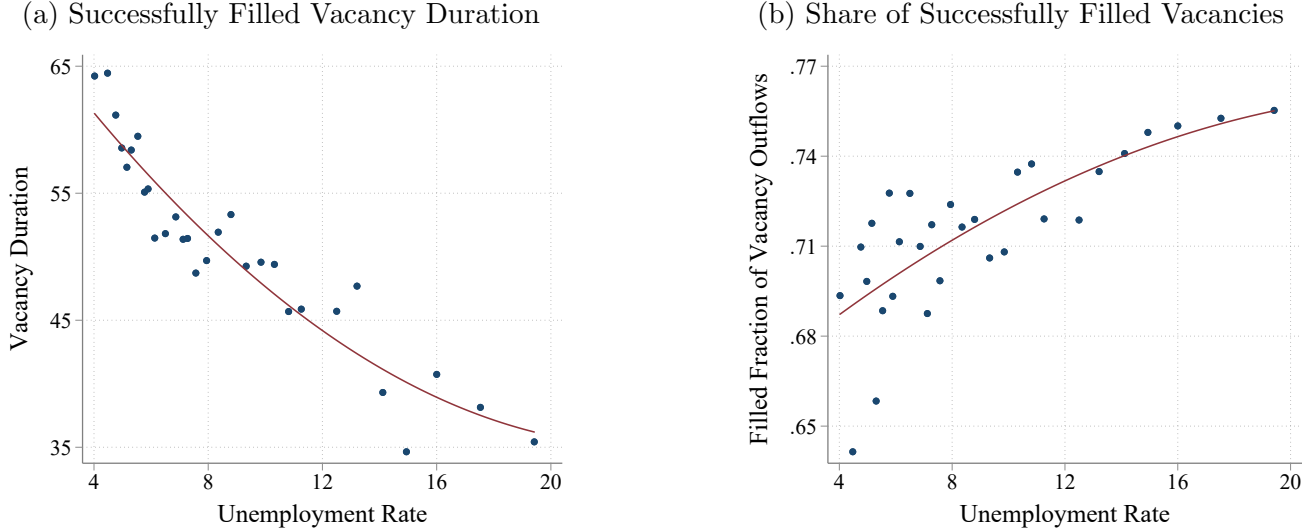 (a) Successfully Filled Vacancy Duration
Vacancy Duration
65
55
45
35
4 8 12 16 20
Unemployment Rate
(b) Share of Successfully Filled Vacancies
Filled Fraction of Vacancy Outflows
.77
.74
.71
.68
.65
4 8 12 16 20
Unemployment Rate